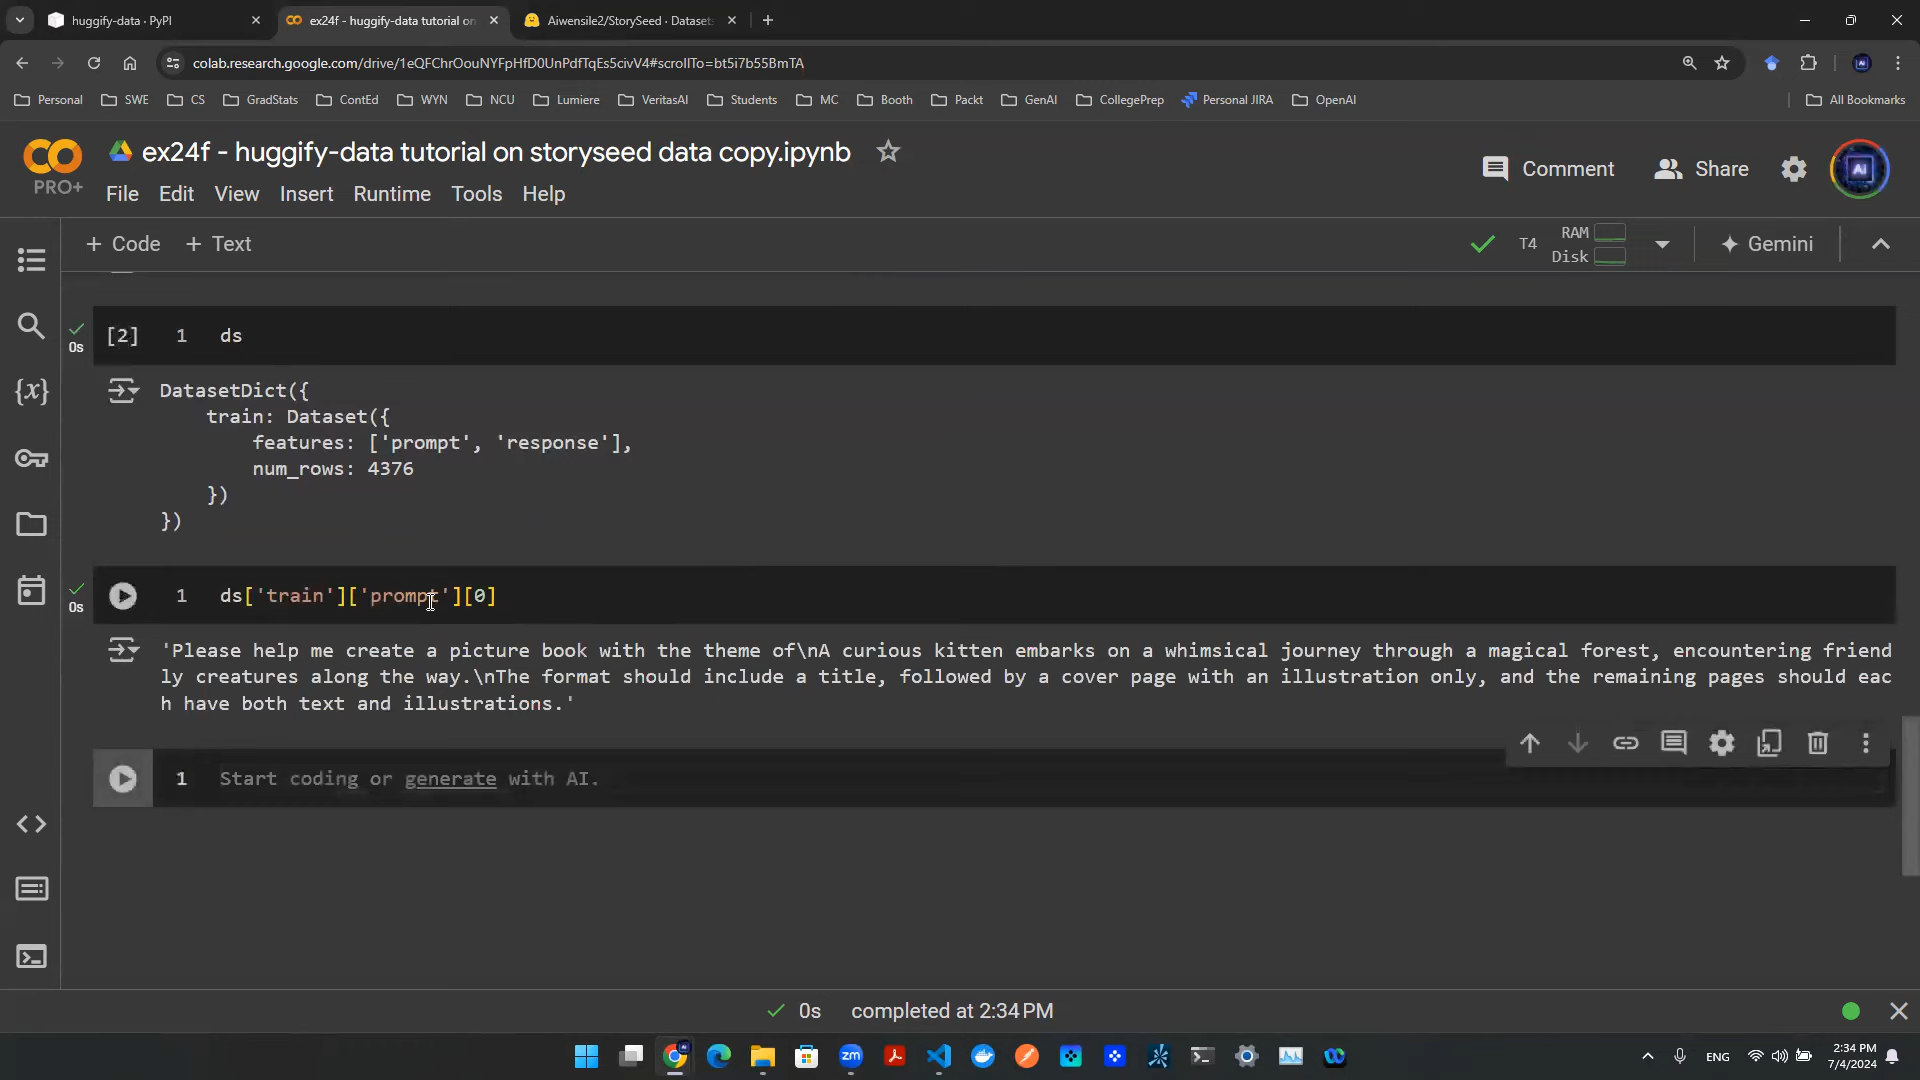 huggify-data · PyPI
ex24f - huggify-data tutorial on
Aiwensile2/StorySeed · Datasets
colab.research.google.com/drive/1eQFChrOouNYFpHfD0UnPdfTqEs5civV4#scrollTo=bt5i7b55BmTA
Personal SWE CS GradStats ContEd WYN NCU Lumiere VeritasAI Students MC Booth Packt GenAI CollegePrep Personal JIRA OpenAI All Bookmarks
CO
PRO+
ex24f - huggify-data tutorial on storyseed data copy.ipynb
Comment Share AI
File Edit View Insert Runtime Tools Help
+ Code + Text
T4 RAM Disk Gemini
[2] 1 ds
0s
DatasetDict({
train: Dataset({
features: ['prompt', 'response'],
num_rows: 4376
})
})
1 ds['train']['prompt'][0]
0s
'Please help me create a picture book with the theme of\nA curious kitten embarks on a whimsical journey through a magical forest, encountering friend
ly creatures along the way.\nThe format should include a title, followed by a cover page with an illustration only, and the remaining pages should eac
h have both text and illustrations.'
1 Start coding or generate with AI.
0s completed at 2:34 PM
zm
ENG
2:34 PM
7/4/2024